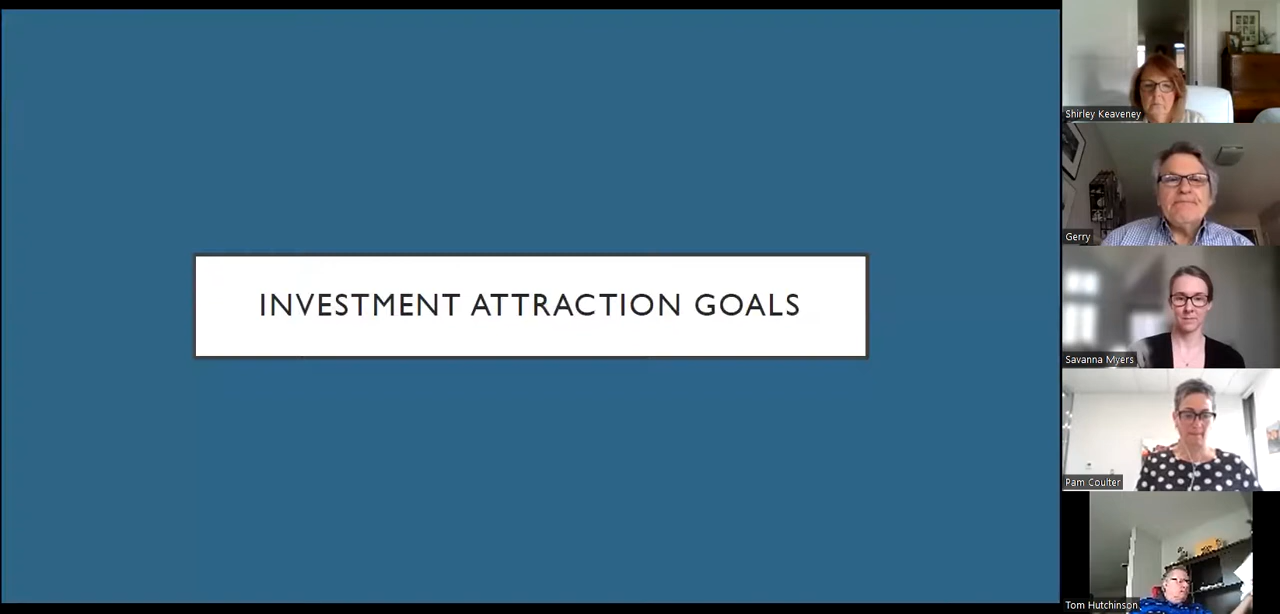 INVESTMENT ATTRACTION GOALS
Shirley Keaveney
Gerry
Savanna Myers
Pam Coulter
Tom Hutchinson